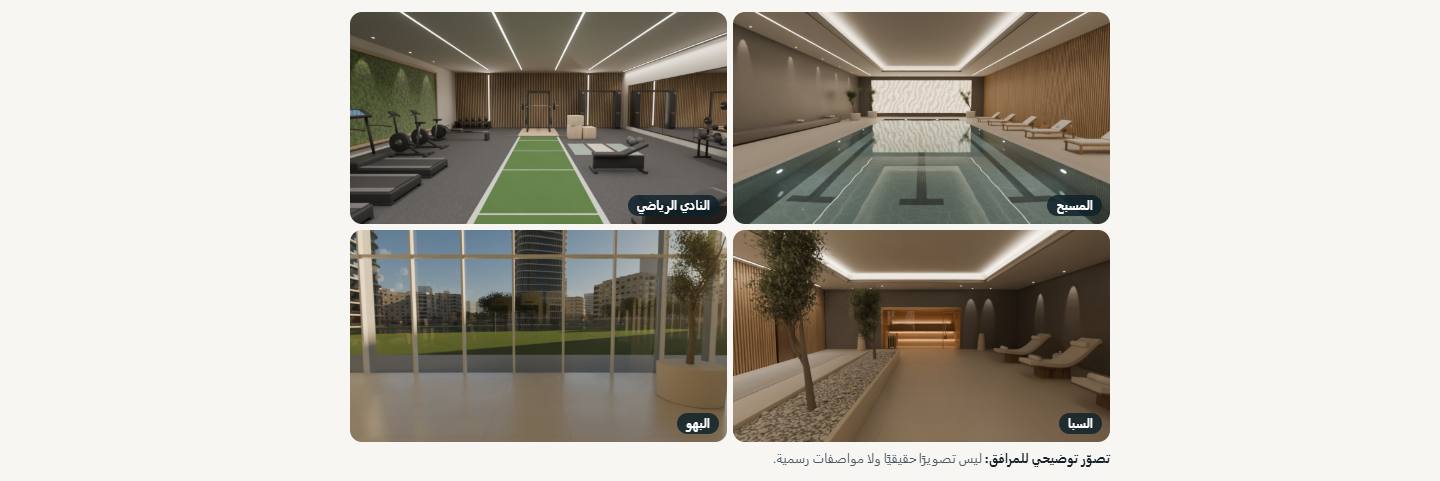 المسبح
النادي الرياضي
السبا
البهو
تصوّر توضيحي للمرافق: ليس تصويرًا حقيقيًا ولا مواصفات رسمية.